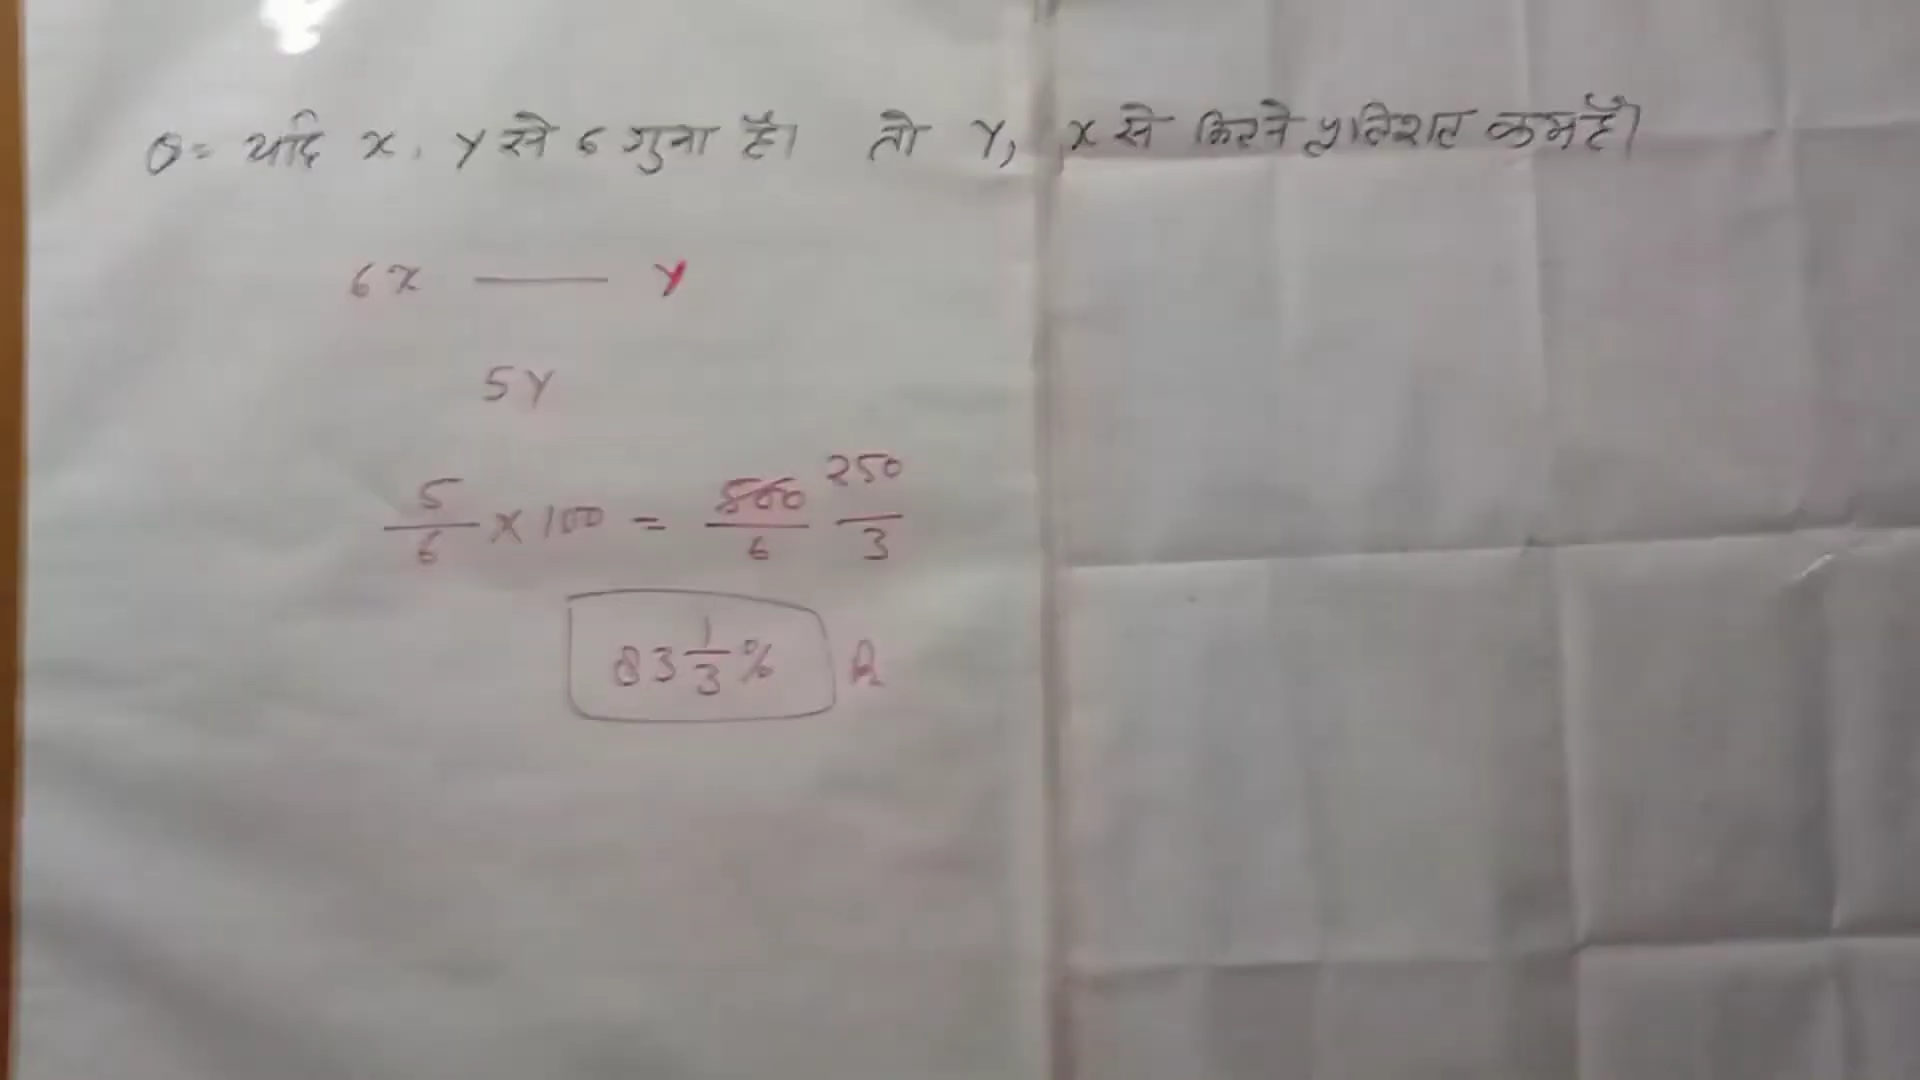 Q= यदि x, y से 6 गुना है। तो y, x से कितने प्रतिशत कम है।
6x —— y
5y
5/6 x 100 = 500/6 250/3
83 1/3 %